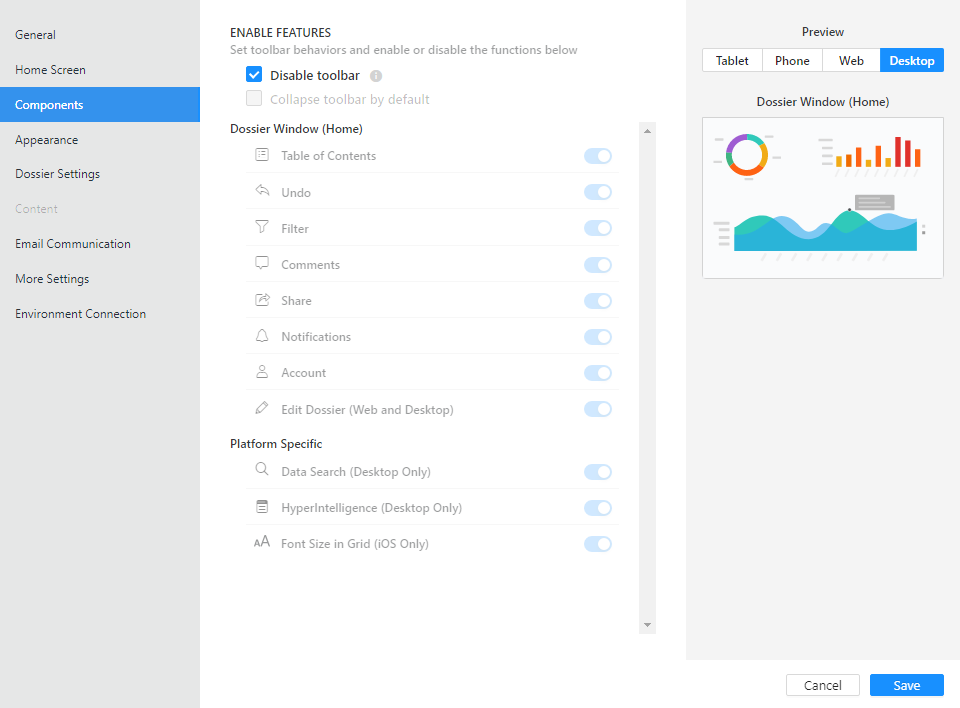 General
Home Screen
Components
Appearance
Dossier Settings
Content
Email Communication
More Settings
Environment Connection
ENABLE FEATURES
Set toolbar behaviors and enable or disable the functions below
Disable toolbar
Collapse toolbar by default
Dossier Window (Home)
Table of Contents
Undo
Filter
Comments
Share
Notifications
Account
Edit Dossier (Web and Desktop)
Platform Specific
Data Search (Desktop Only)
HyperIntelligence (Desktop Only)
AA Font Size in Grid (iOS Only)
Preview
Tablet Phone Web Desktop
Dossier Window (Home)
Cancel Save